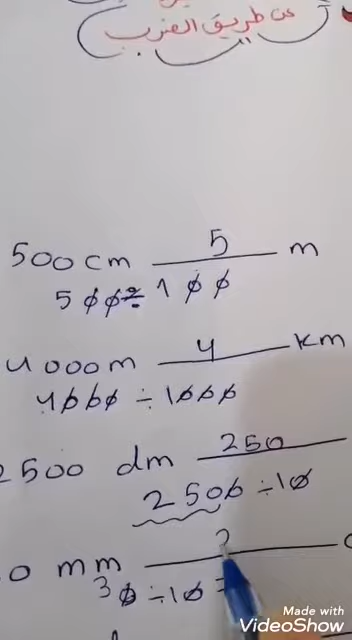 عن طريق الضرب
500 cm 5 m
500 ÷ 100
4000 m 4 Km
4000 ÷ 1000
2500 dm 250
2500 ÷ 10
0 mm 3
30 ÷ 10 =
Made with
VideoShow